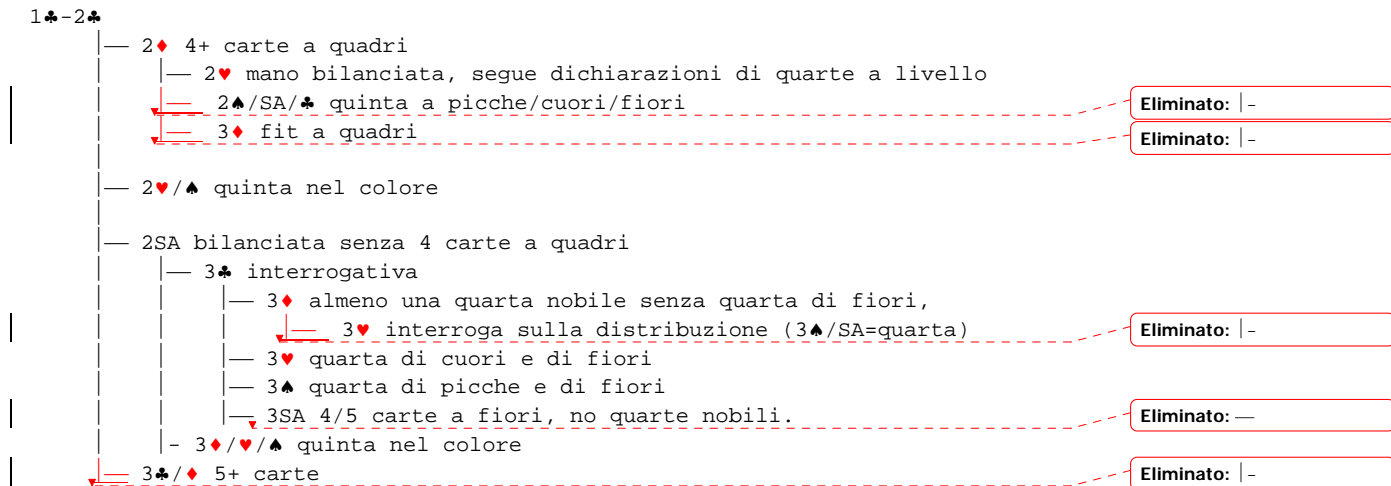 1♣-2♣
|— 2♦ 4+ carte a quadri
|— 2♥ mano bilanciata, segue dichiarazioni di quarte a livello
|— 2♠/SA/♣ quinta a picche/cuori/fiori
Eliminato: |-
|— 3♦ fit a quadri
Eliminato: |-
|— 2♥/♠ quinta nel colore
|— 2SA bilanciata senza 4 carte a quadri
|— 3♣ interrogativa
|— 3♦ almeno una quarta nobile senza quarta di fiori,
|— 3♥ interroga sulla distribuzione (3♠/SA=quarta)
Eliminato: |-
|— 3♥ quarta di cuori e di fiori
|— 3♠ quarta di picche e di fiori
|— 3SA 4/5 carte a fiori, no quarte nobili.
Eliminato: —
|- 3♦/♥/♠ quinta nel colore
|— 3♣/♦ 5+ carte
Eliminato: |-